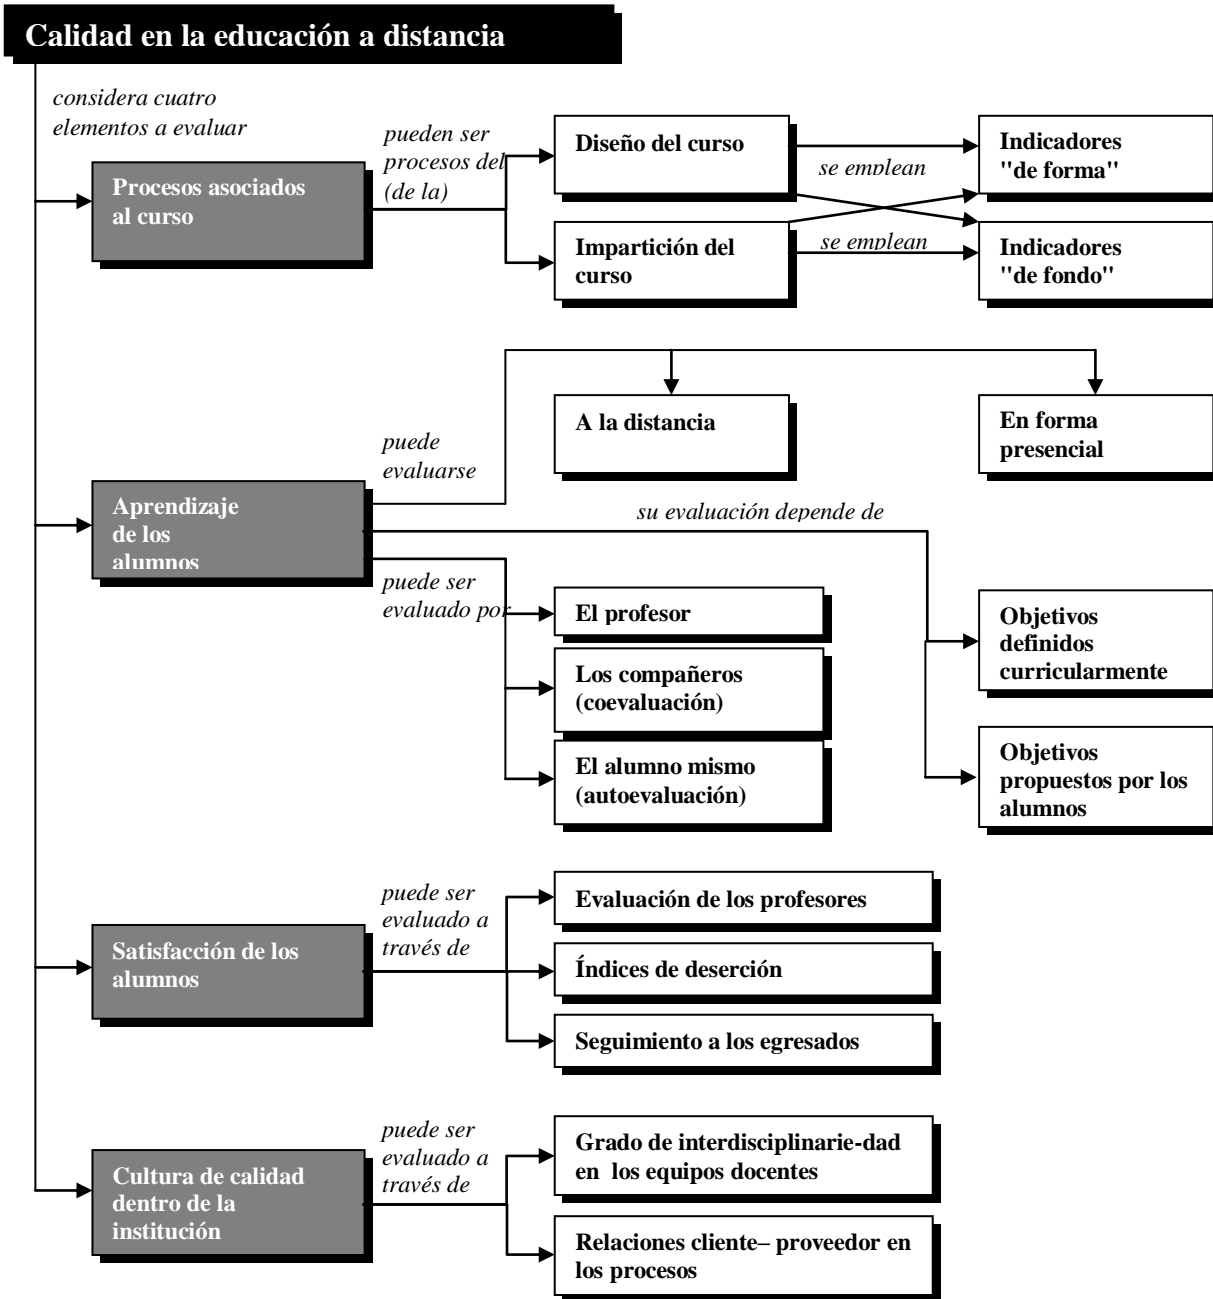 Calidad en la educación a distancia
considera cuatro
elementos a evaluar
Procesos asociados
al curso
pueden ser
procesos del
(de la)
Diseño del curso
Impartición del
curso
se emplean
se emplean
Indicadores
"de forma"
Indicadores
"de fondo"
Aprendizaje
de los
alumnos
puede
evaluarse
A la distancia
En forma
presencial
su evaluación depende de
Objetivos
definidos
curricularmente
Objetivos
propuestos por los
alumnos
puede ser
evaluado por
El profesor
Los compañeros
(coevaluación)
El alumno mismo
(autoevaluación)
Satisfacción de los
alumnos
puede ser
evaluado a
través de
Evaluación de los profesores
Índices de deserción
Seguimiento a los egresados
Cultura de calidad
dentro de la
institución
puede ser
evaluado a
través de
Grado de interdisciplinarie-dad
en  los equipos docentes
Relaciones cliente– proveedor en
los procesos